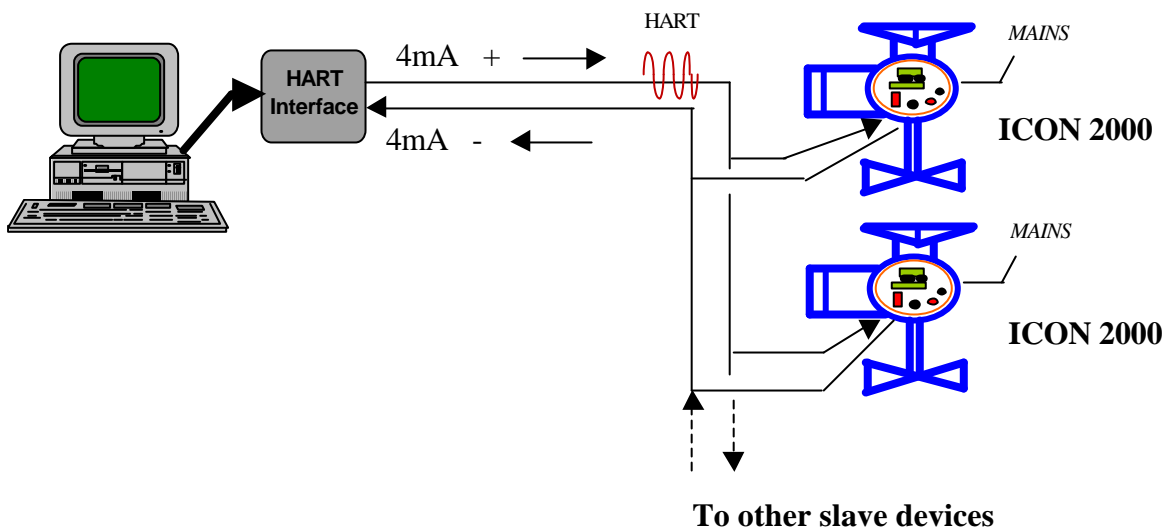 HART
Interface
4mA +
4mA -
HART
MAINS
ICON 2000
MAINS
ICON 2000
To other slave devices